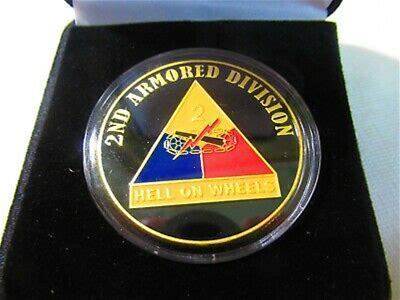 2ND ARMORED DIVISION
2
HELL ON WHEELS